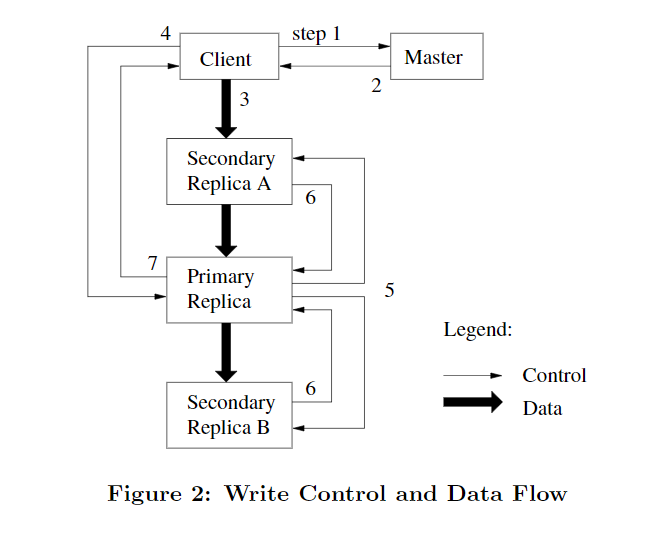 4
step 1
Client
Master
2
3
Secondary
Replica A
6
7
Primary
Replica
5
Legend:
Control
6
Secondary
Replica B
Data
Figure 2: Write Control and Data Flow